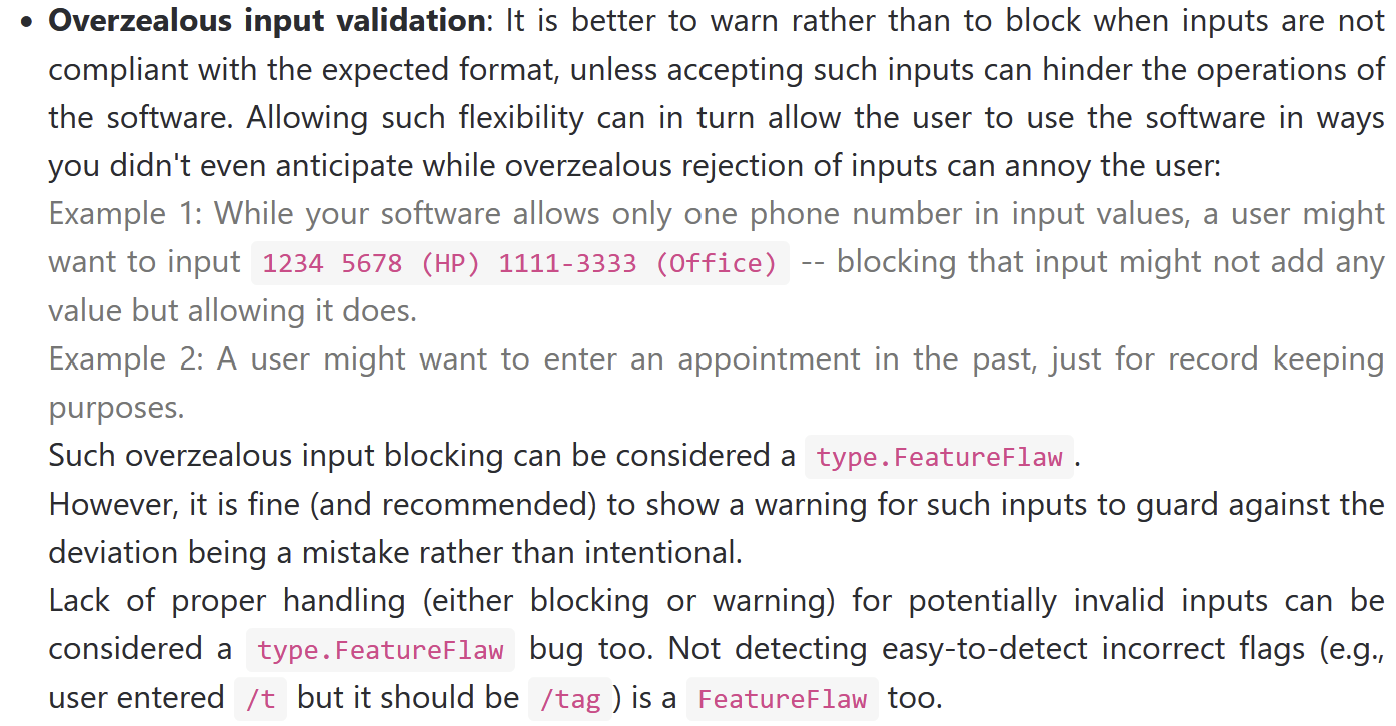 • Overzealous input validation: It is better to warn rather than to block when inputs are not
compliant with the expected format, unless accepting such inputs can hinder the operations of
the software. Allowing such flexibility can in turn allow the user to use the software in ways
you didn't even anticipate while overzealous rejection of inputs can annoy the user:
Example 1: While your software allows only one phone number in input values, a user might
want to input 1234 5678 (HP) 1111-3333 (Office) -- blocking that input might not add any
value but allowing it does.
Example 2: A user might want to enter an appointment in the past, just for record keeping
purposes.
Such overzealous input blocking can be considered a type.FeatureFlaw.
However, it is fine (and recommended) to show a warning for such inputs to guard against the
deviation being a mistake rather than intentional.
Lack of proper handling (either blocking or warning) for potentially invalid inputs can be
considered a type.FeatureFlaw bug too. Not detecting easy-to-detect incorrect flags (e.g.,
user entered /t but it should be /tag) is a FeatureFlaw too.